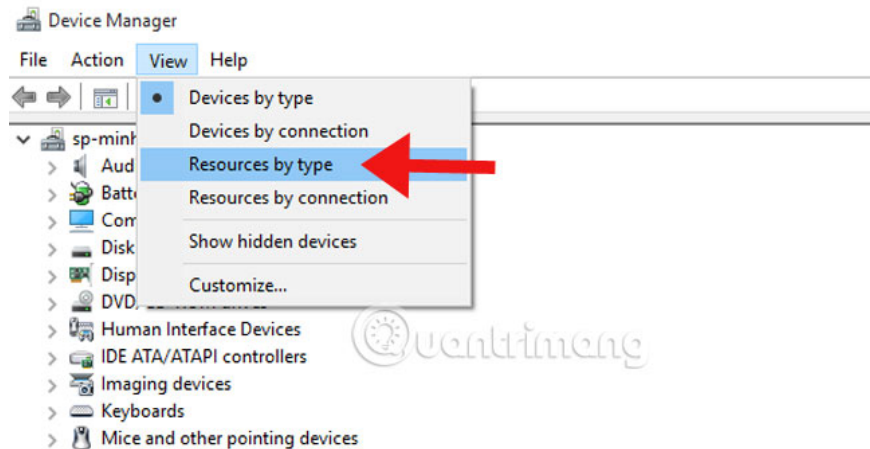 Device Manager
File Action View Help
Devices by type
Devices by connection
Resources by type
Resources by connection
Show hidden devices
Customize...
sp-minh
Aud
Batt
Com
Disk
Disp
DVD
Human Interface Devices
IDE ATA/ATAPI controllers
Imaging devices
Keyboards
Mice and other pointing devices
Quantrimang